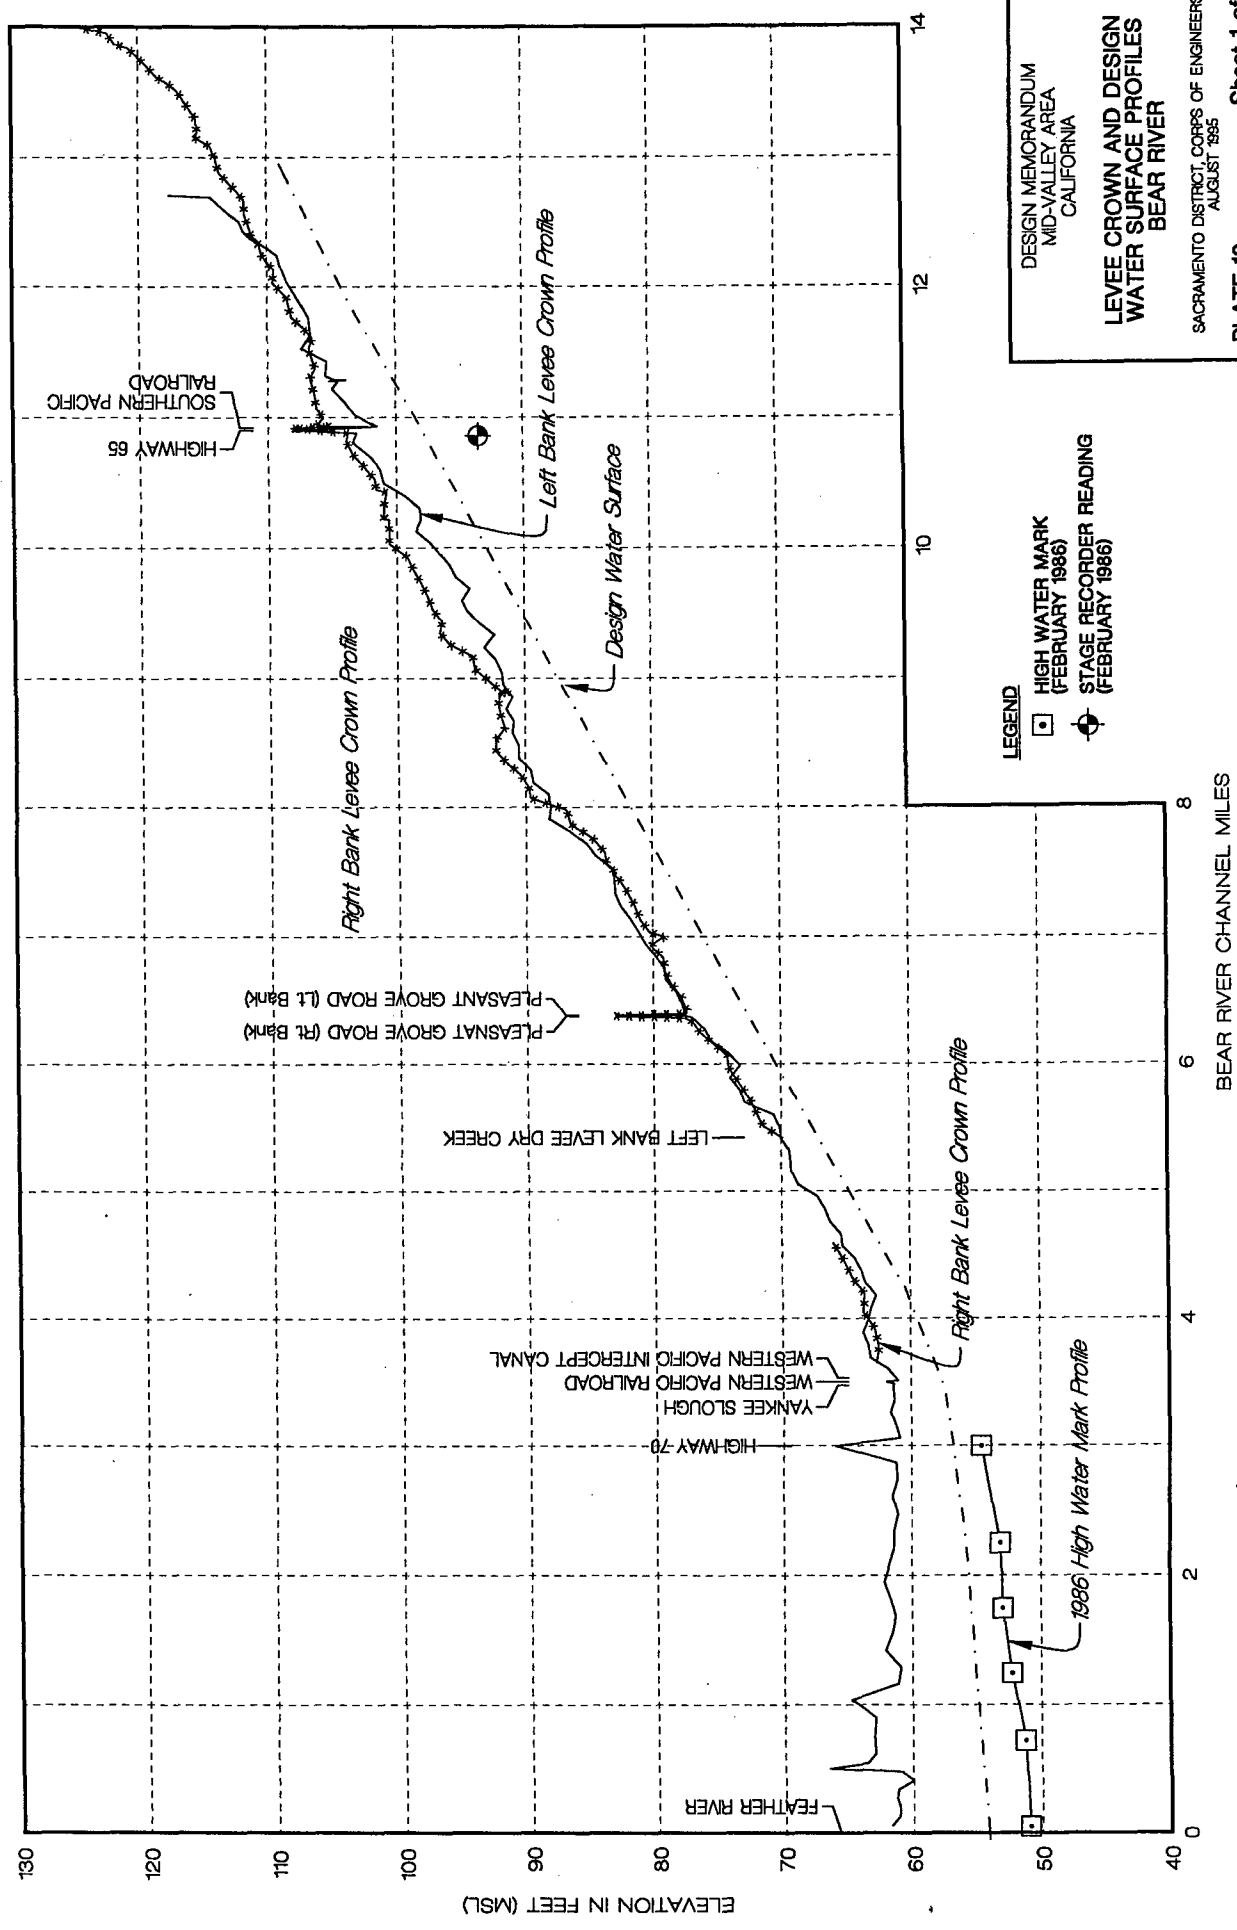 130
120
110
100
90
80
70
60
50
40
ELEVATION IN FEET (MSL)
0
2
4
6
8
10
12
14
BEAR RIVER CHANNEL MILES
FEATHER RIVER
HIGHWAY 70
YANKEE SLOUGH
WESTERN PACIFIC RAILROAD
WESTERN PACIFIC INTERCEPT CANAL
LEFT BANK LEVEE DRY CREEK
PLEASNAT GROVE ROAD (Rt. Bank)
PLEASANT GROVE ROAD (Lt. Bank)
HIGHWAY 65
SOUTHERN PACIFIC
RAILROAD
Right Bank Levee Crown Profile
Left Bank Levee Crown Profile
Design Water Surface
Right Bank Levee Crown Profile
1986 High Water Mark Profile
LEGEND
HIGH WATER MARK
(FEBRUARY 1986)
STAGE RECORDER READING
(FEBRUARY 1986)
DESIGN MEMORANDUM
MID-VALLEY AREA
CALIFORNIA
LEVEE CROWN AND DESIGN
WATER SURFACE PROFILES
BEAR RIVER
SACRAMENTO DISTRICT, CORPS OF ENGINEERS
AUGUST 1995
Sheet 1 of